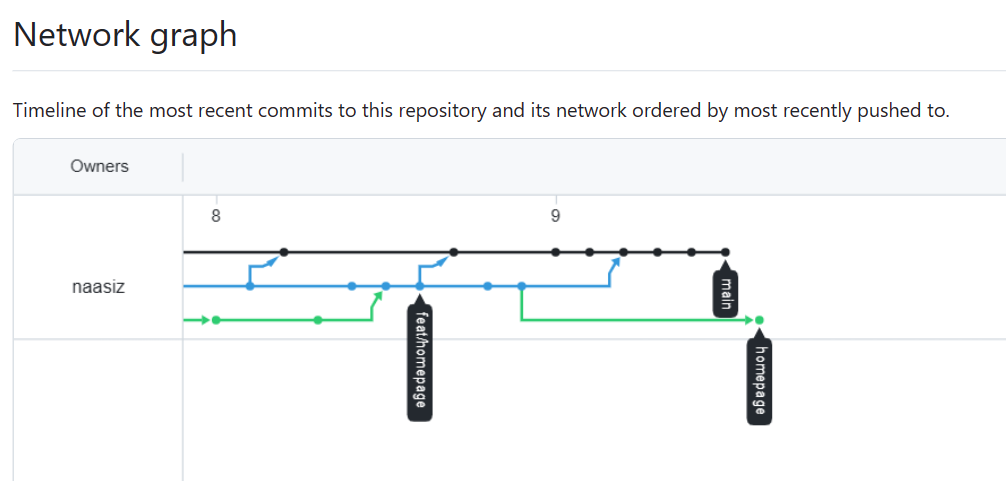 Network graph
Timeline of the most recent commits to this repository and its network ordered by most recently pushed to.
Owners
8
9
naasiz
main
feat/homepage
homepage